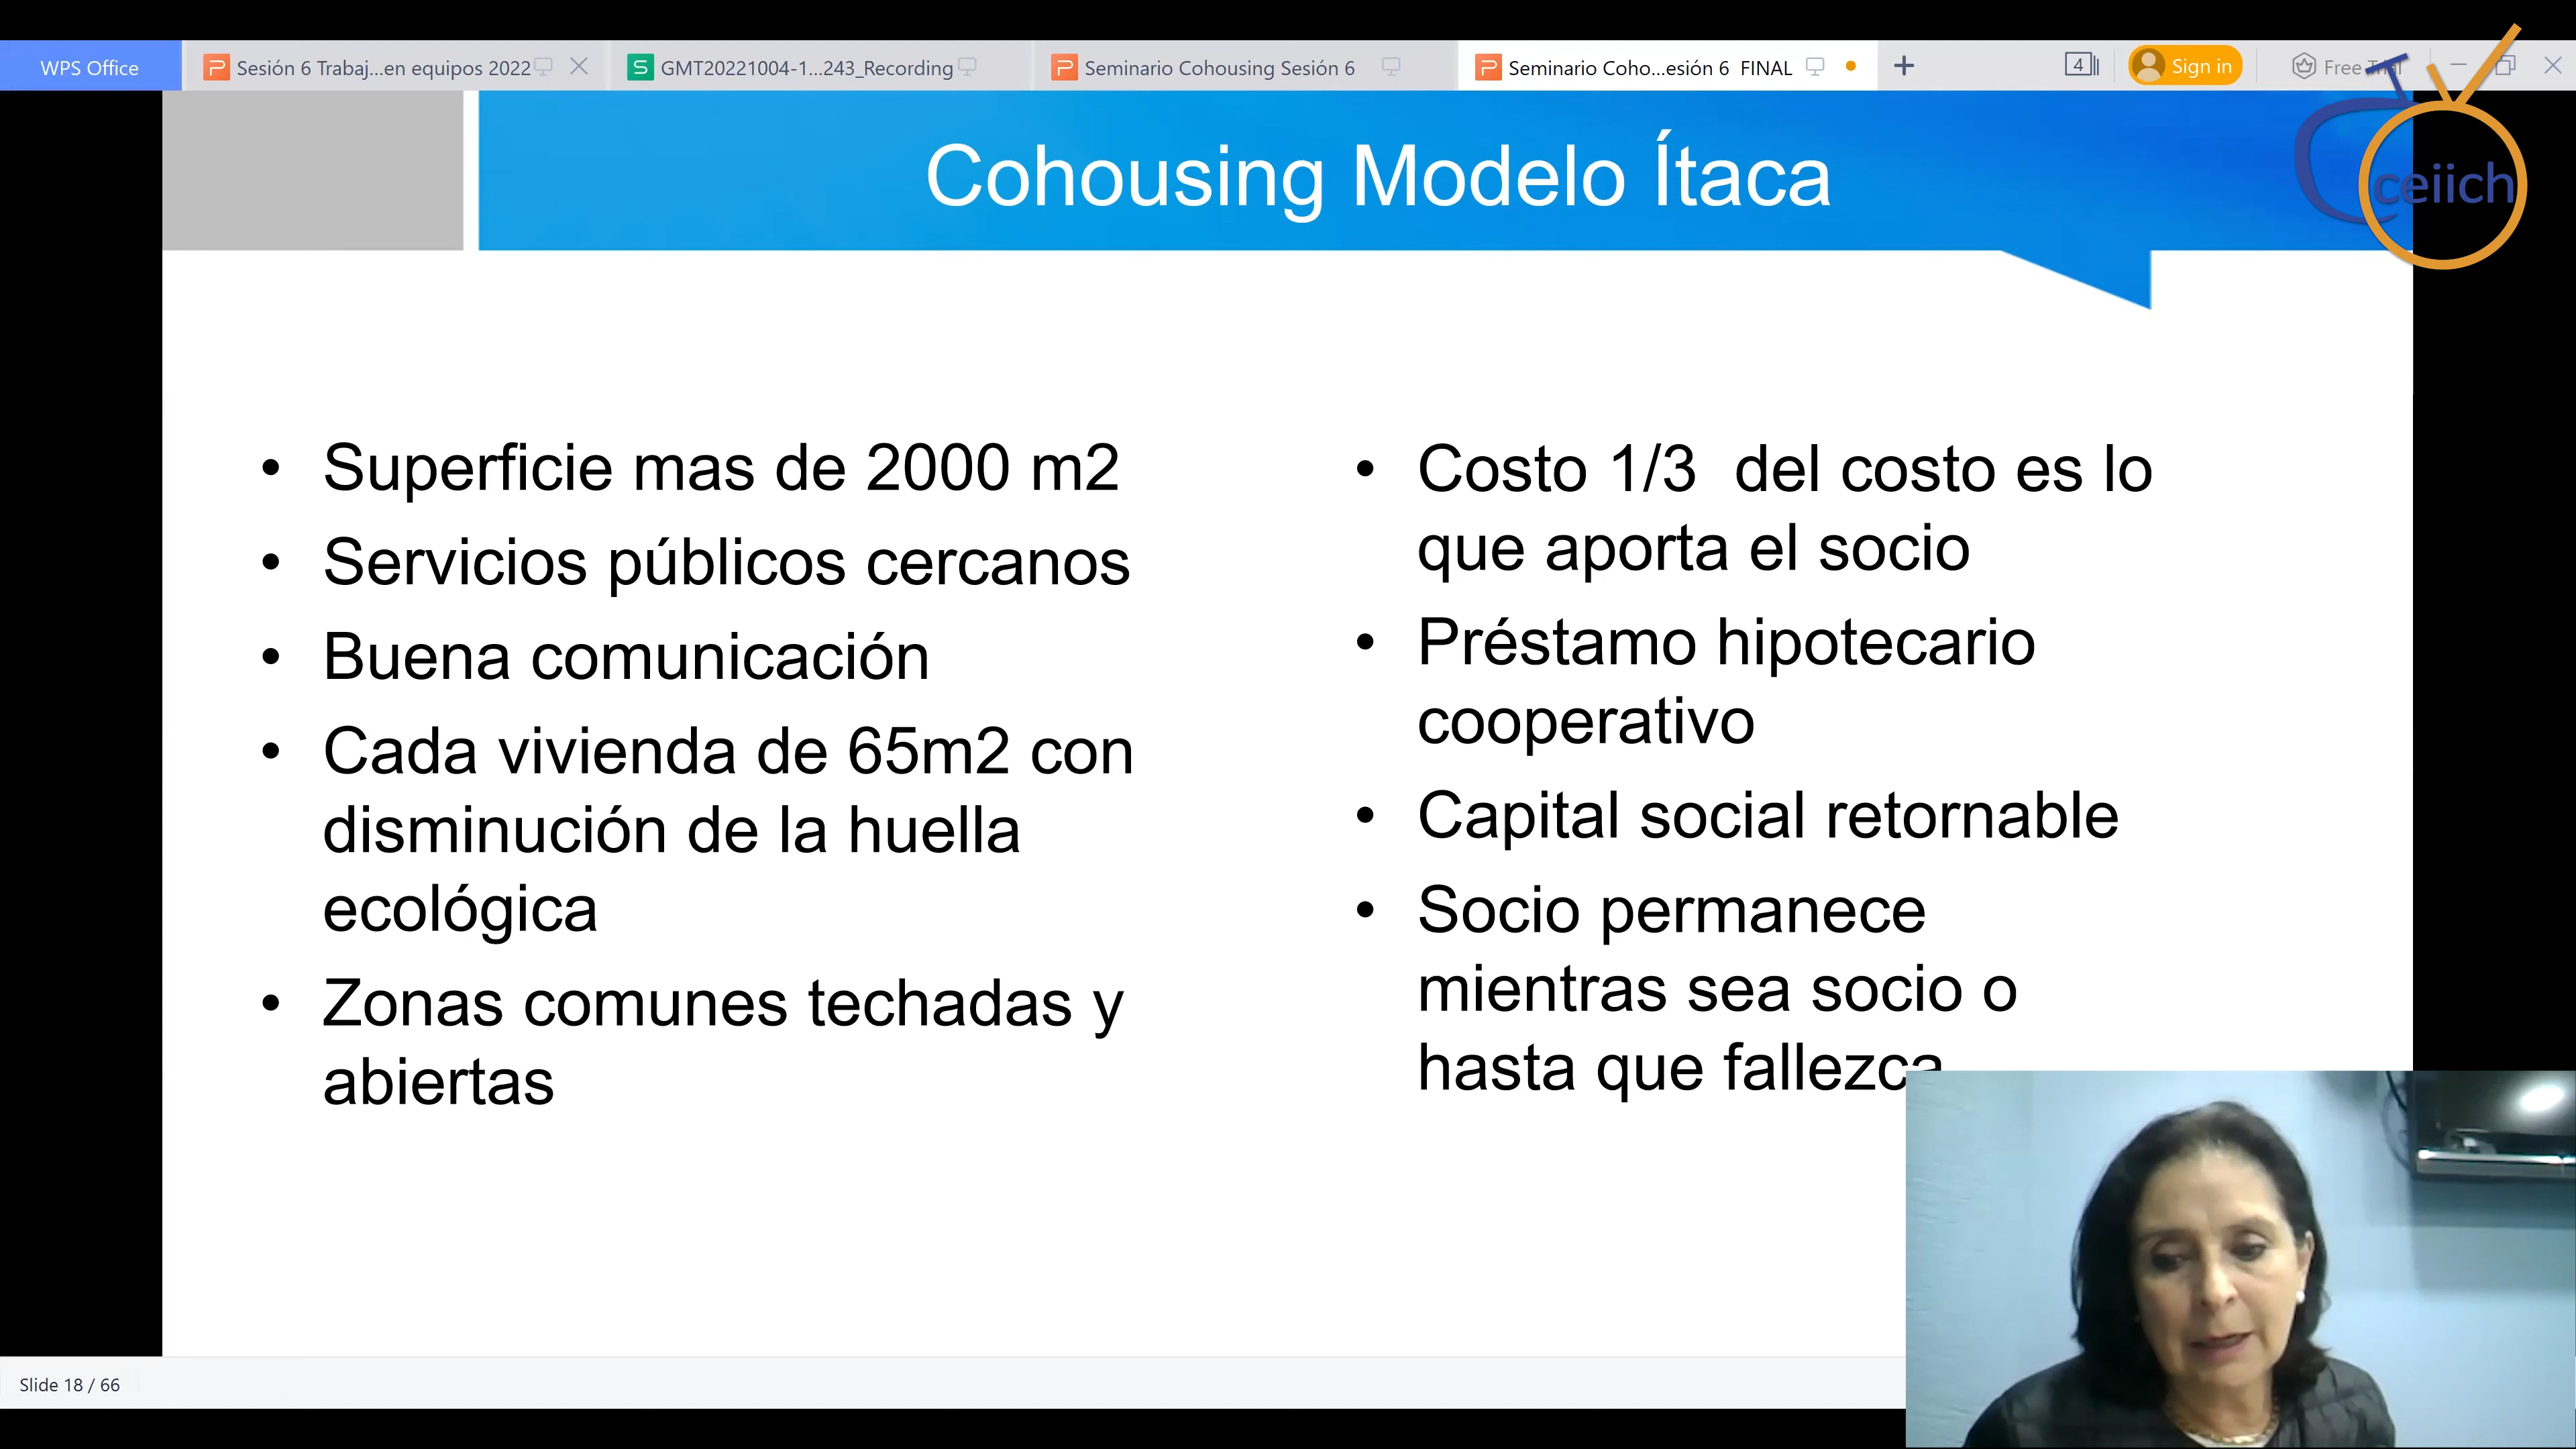 WPS Office
Sesión 6 Trabaj...en equipos 2022
GMT20221004-1...243_Recording
Seminario Cohousing Sesión 6
Seminario Coho...esión 6 FINAL
4
Sign in
Free Trial
TV
ceiich
Cohousing Modelo Ítaca
• Superficie mas de 2000 m2
• Servicios públicos cercanos
• Buena comunicación
• Cada vivienda de 65m2 con
disminución de la huella
ecológica
• Zonas comunes techadas y
abiertas
• Costo 1/3 del costo es lo
que aporta el socio
• Préstamo hipotecario
cooperativo
• Capital social retornable
• Socio permanece
mientras sea socio o
hasta que fallezca
Slide 18 / 66